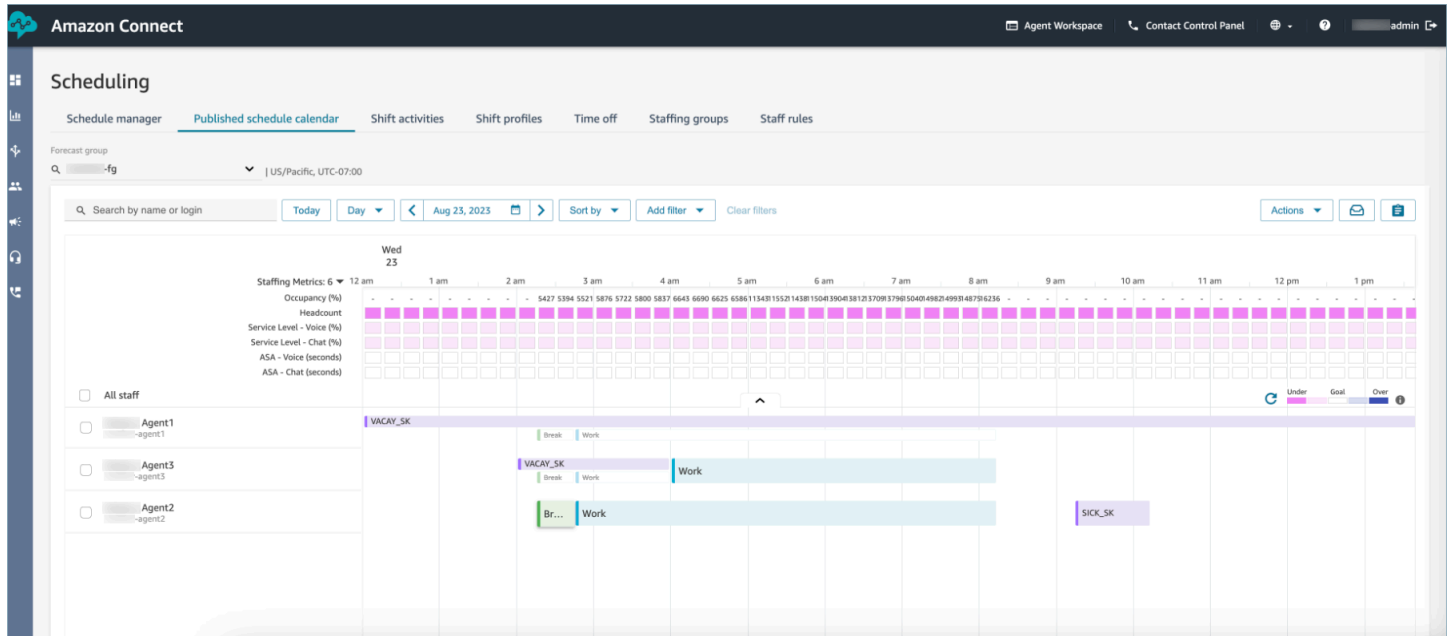 Amazon Connect
Agent Workspace Contact Control Panel admin
Scheduling
Schedule manager Published schedule calendar Shift activities Shift profiles Time off Staffing groups Staff rules
Forecast group
-fg | US/Pacific, UTC-07:00
Search by name or login Today Day Aug 23, 2023 Sort by Add filter Clear filters Actions
Wed
23
Staffing Metrics: 6 12 am 1 am 2 am 3 am 4 am 5 am 6 am 7 am 8 am 9 am 10 am 11 am 12 pm 1 pm
Occupancy (%) - - - - - - - - - 5427 5394 5521 5876 5722 5800 5837 6643 6690 6625 6586
Headcount
Service Level - Voice (%)
Service Level - Chat (%)
ASA - Voice (seconds)
ASA - Chat (seconds)
All staff Under Goal Over
Agent1 VACAY_SK
-agent1 Break Work
Agent3 VACAY_SK Work
-agent3 Break Work
Agent2 Br... Work SICK_SK
-agent2